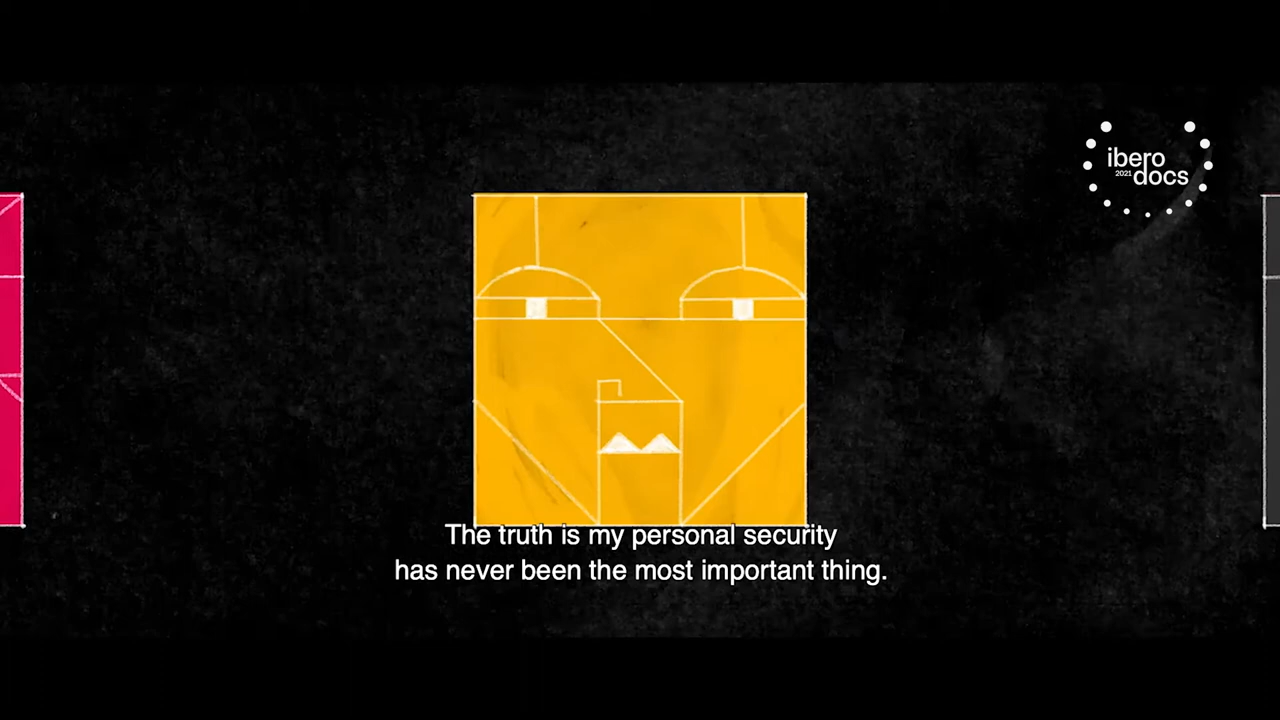 ibero
2021 docs
The truth is my personal security
has never been the most important thing.